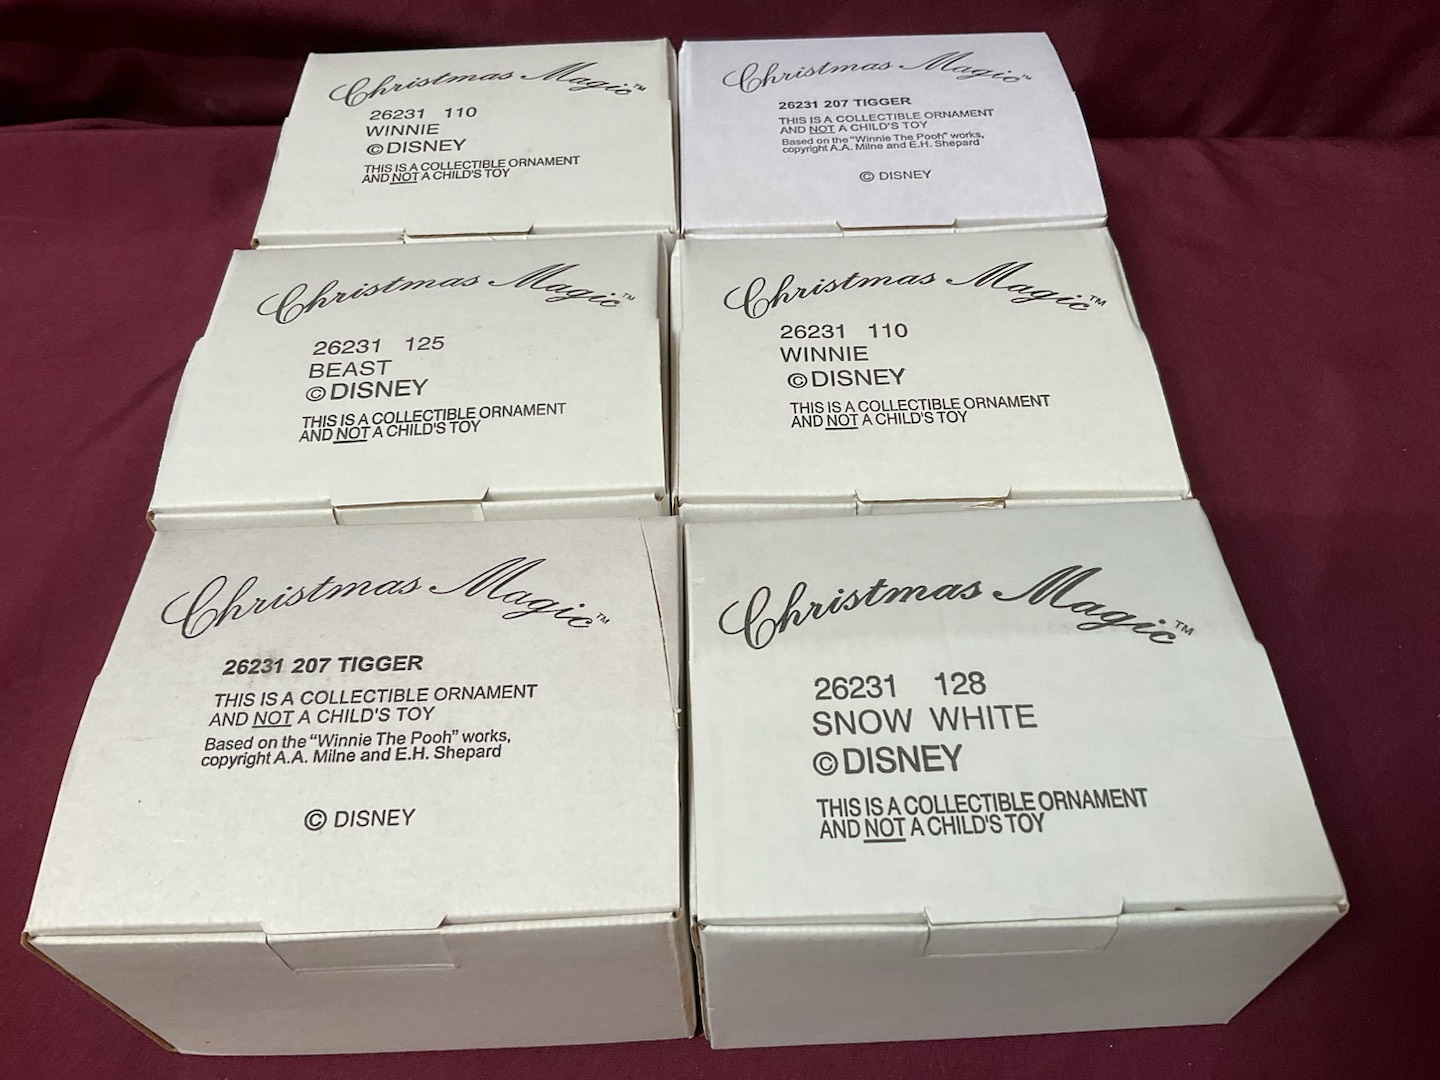 Christmas Magic™
26231 110
WINNIE
©DISNEY
THIS IS A COLLECTIBLE ORNAMENT
AND NOT A CHILD'S TOY
Christmas Magic™
26231 207 TIGGER
THIS IS A COLLECTIBLE ORNAMENT
AND NOT A CHILD'S TOY
Based on the "Winnie The Pooh" works,
copyright A.A. Milne and E.H. Shepard
© DISNEY
Christmas Magic™
26231 125
BEAST
©DISNEY
THIS IS A COLLECTIBLE ORNAMENT
AND NOT A CHILD'S TOY
Christmas Magic™
26231 110
WINNIE
©DISNEY
THIS IS A COLLECTIBLE ORNAMENT
AND NOT A CHILD'S TOY
Christmas Magic™
26231 207 TIGGER
THIS IS A COLLECTIBLE ORNAMENT
AND NOT A CHILD'S TOY
Based on the "Winnie The Pooh" works,
copyright A.A. Milne and E.H. Shepard
© DISNEY
Christmas Magic™
26231 128
SNOW WHITE
©DISNEY
THIS IS A COLLECTIBLE ORNAMENT
AND NOT A CHILD'S TOY